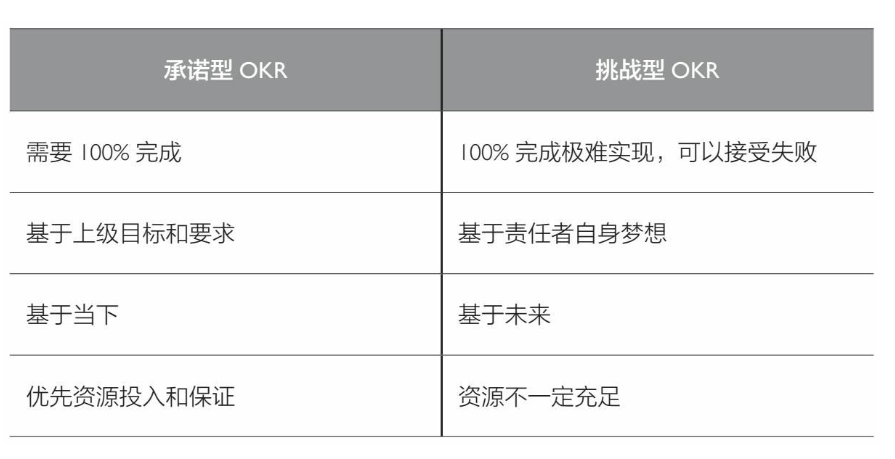 承诺型 OKR 挑战型 OKR
需要 100% 完成 100% 完成极难实现，可以接受失败
基于上级目标和要求 基于责任者自身梦想
基于当下 基于未来
优先资源投入和保证 资源不一定充足